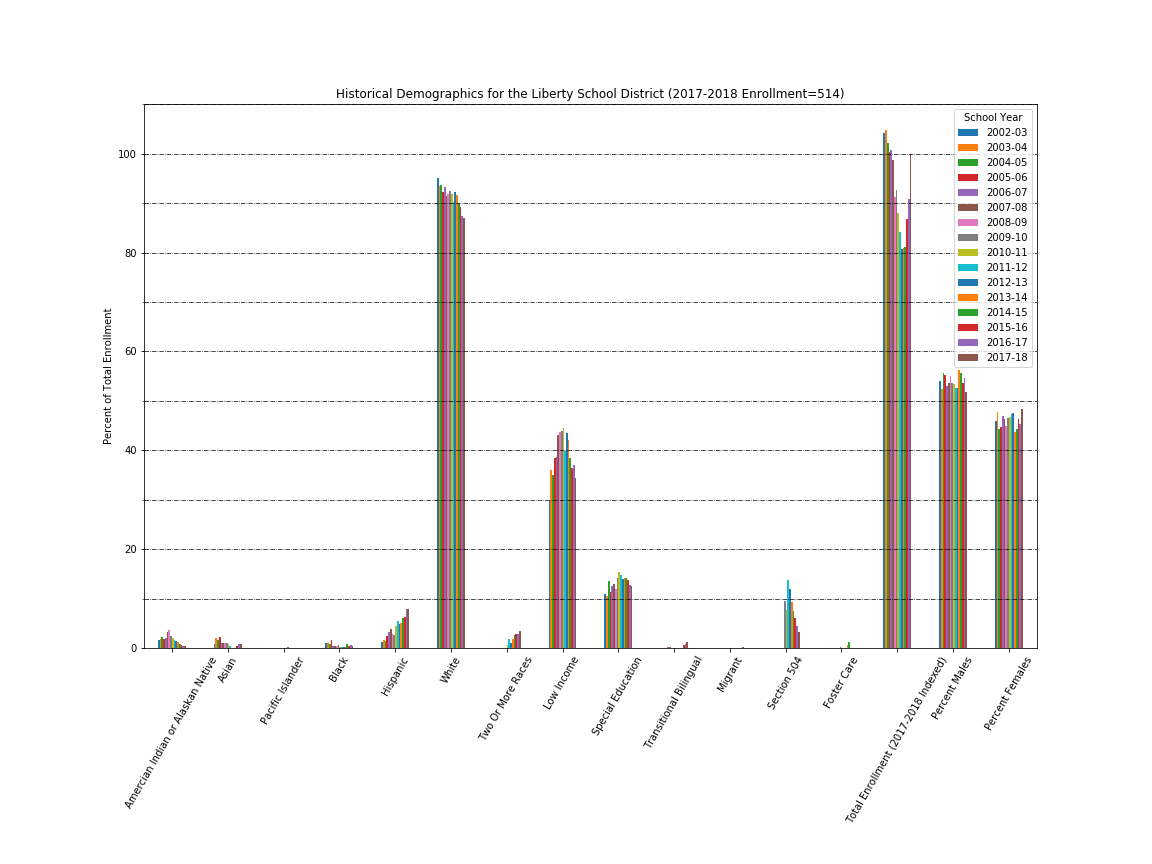 Historical Demographics for the Liberty School District (2017-2018 Enrollment=514)
School Year
2002-03
2003-04
2004-05
2005-06
2006-07
2007-08
2008-09
2009-10
2010-11
2011-12
2012-13
2013-14
2014-15
2015-16
2016-17
2017-18
Percent of Total Enrollment
100
80
60
40
20
0
Amercian Indian or Alaskan Native
Asian
Pacific Islander
Black
Hispanic
White
Two Or More Races
Low Income
Special Education
Transitional Bilingual
Migrant
Section 504
Foster Care
Total Enrollment (2017-2018 Indexed)
Percent Males
Percent Females